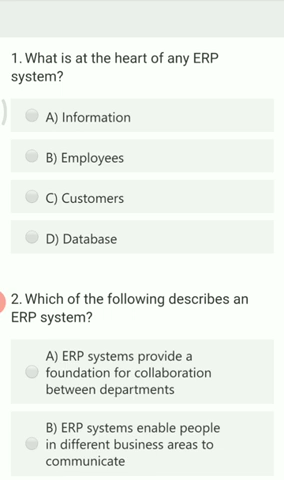 1. What is at the heart of any ERP
system?
A) Information
B) Employees
C) Customers
D) Database
2. Which of the following describes an
ERP system?
A) ERP systems provide a
foundation for collaboration
between departments
B) ERP systems enable people
in different business areas to
communicate